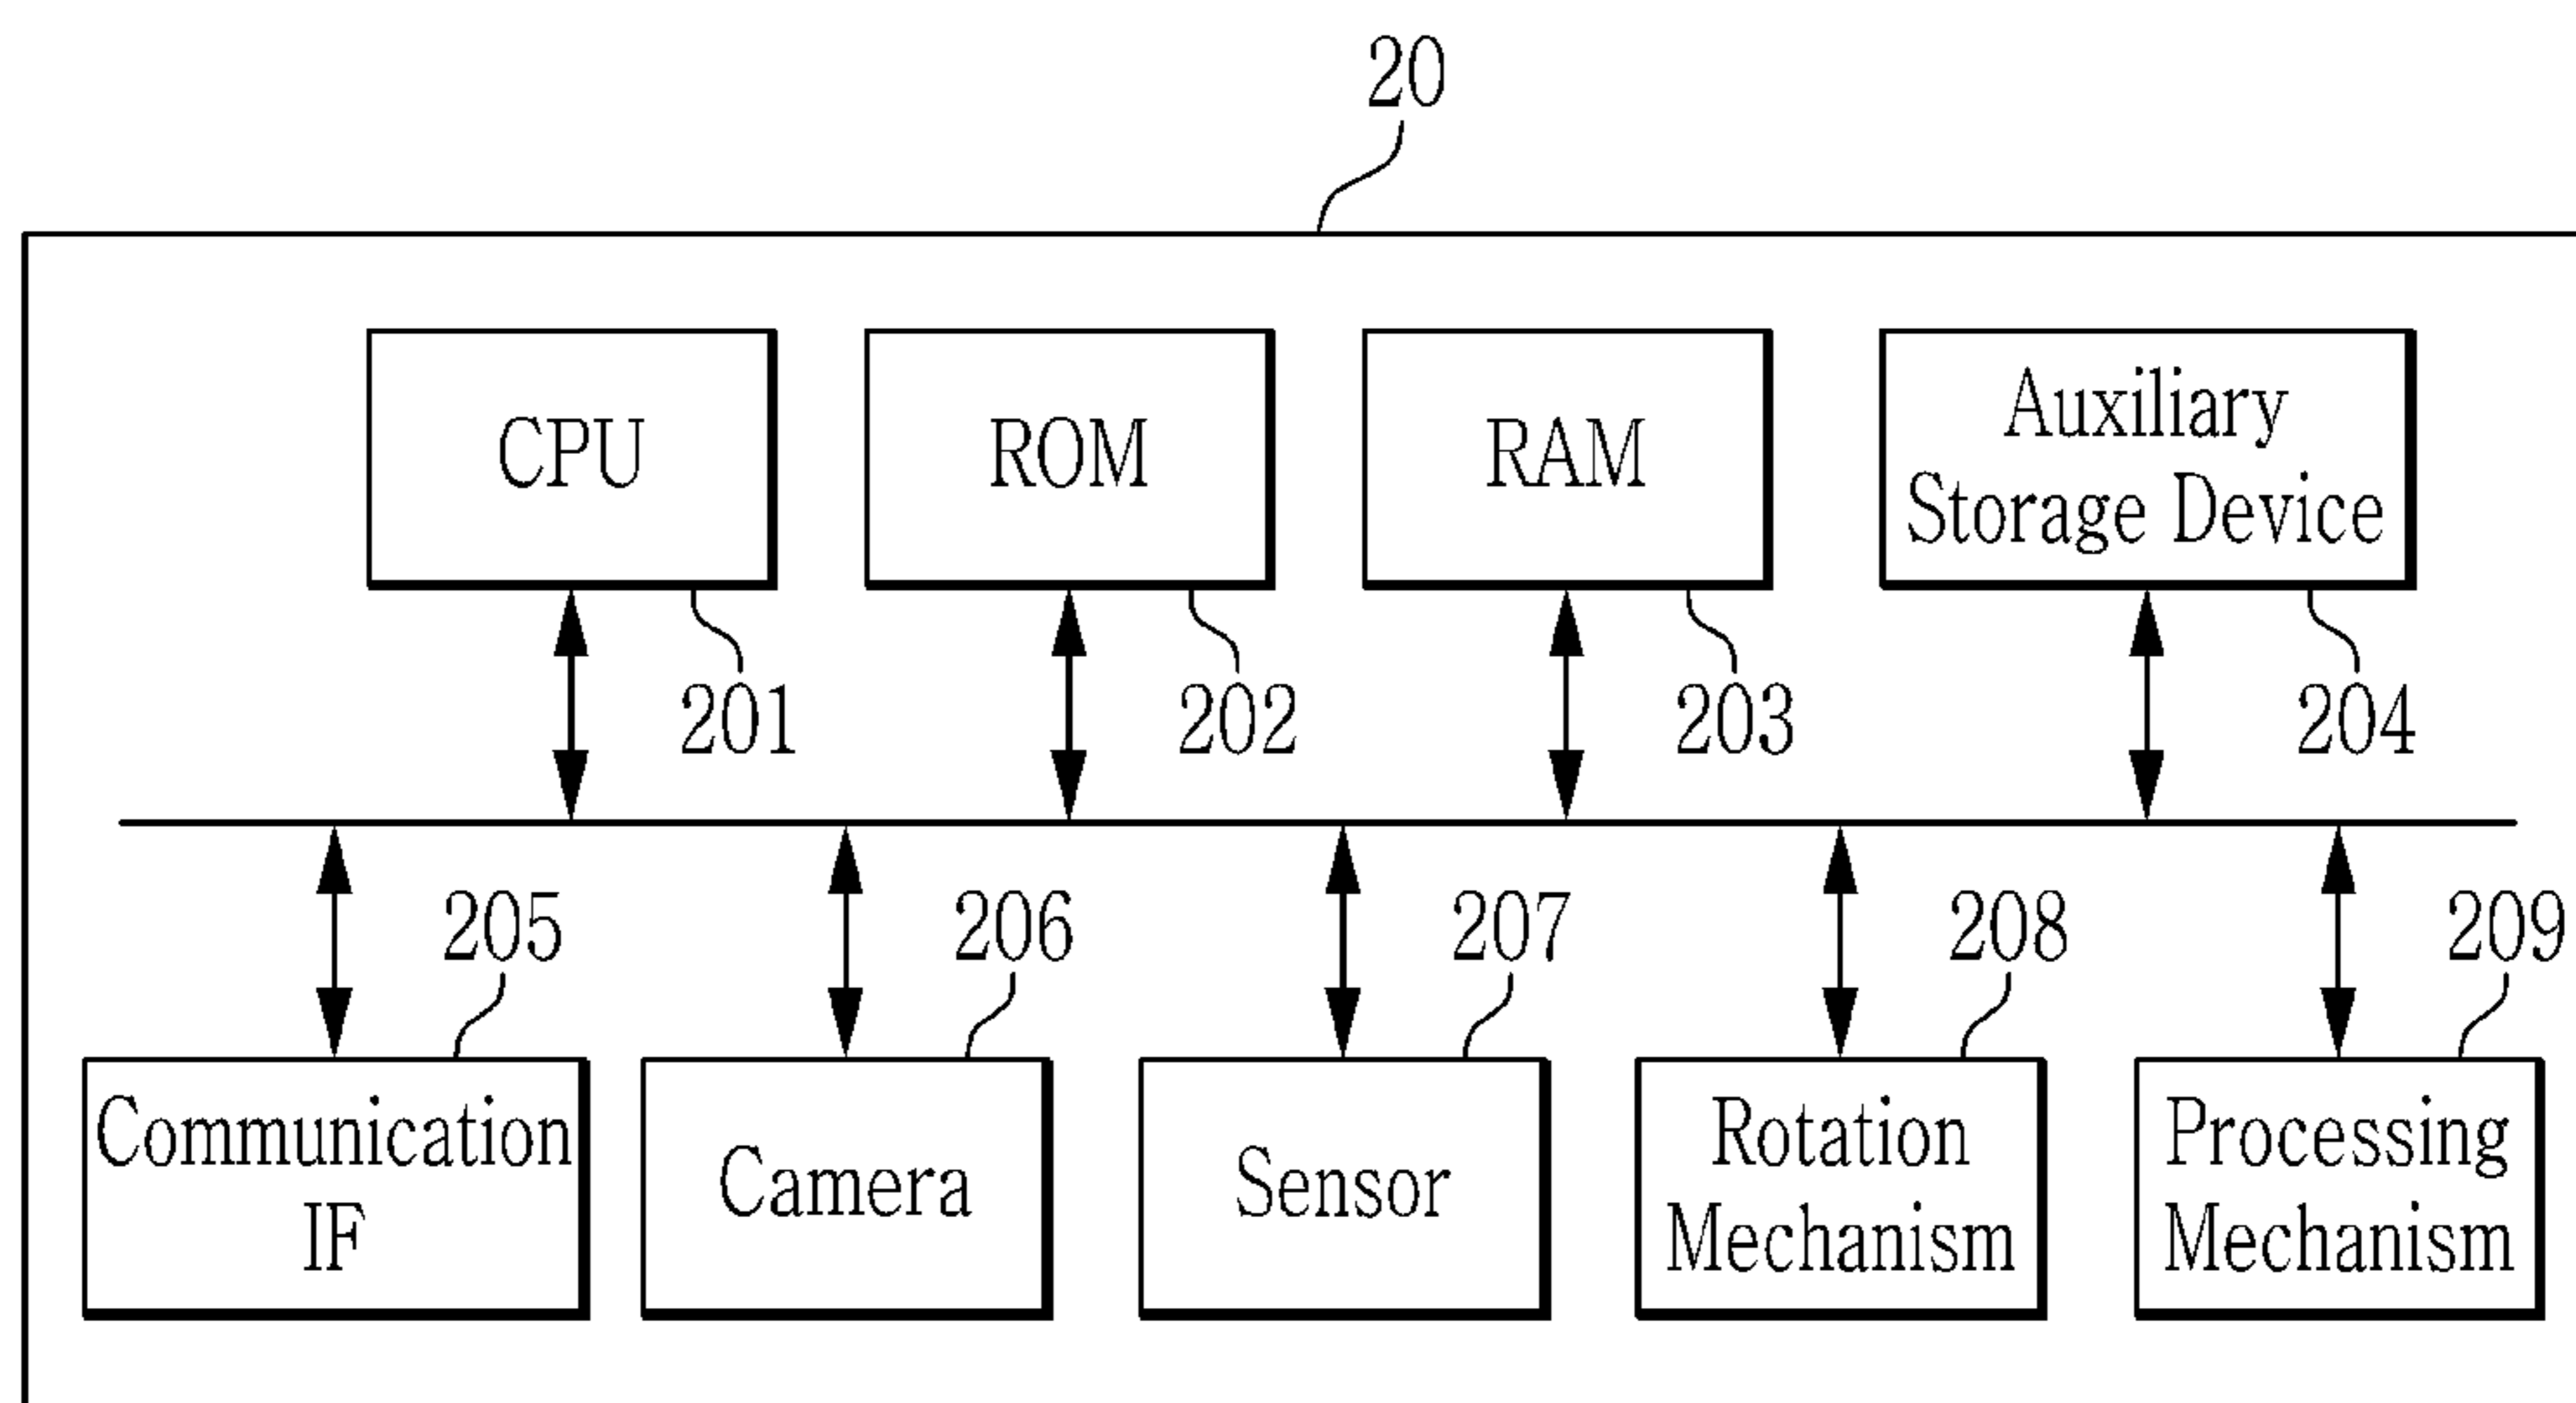 20
CPU
ROM
RAM
Auxiliary
Storage Device
201
202
203
204
205
206
207
208
209
Communication
IF
Camera
Sensor
Rotation
Mechanism
Processing
Mechanism